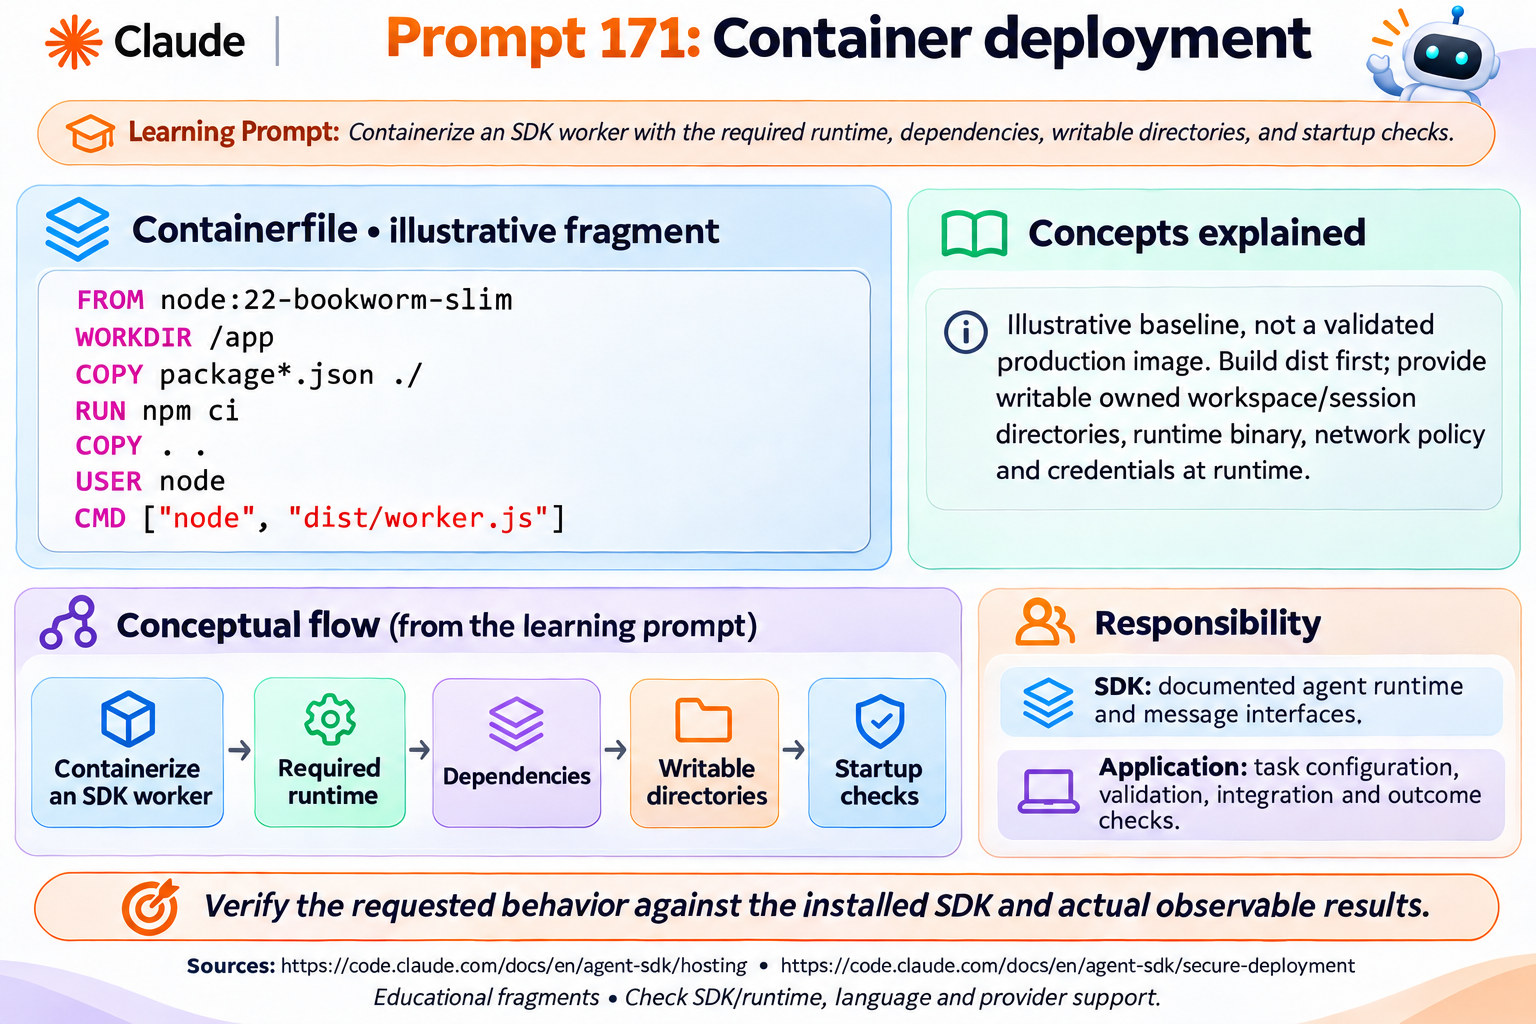 Claude
Prompt 171: Container deployment
Learning Prompt: Containerize an SDK worker with the required runtime, dependencies, writable directories, and startup checks.
Containerfile • illustrative fragment
FROM node:22-bookworm-slim
WORKDIR /app
COPY package*.json ./
RUN npm ci
COPY . .
USER node
CMD ["node", "dist/worker.js"]
Concepts explained
Illustrative baseline, not a validated
production image. Build dist first; provide
writable owned workspace/session
directories, runtime binary, network policy
and credentials at runtime.
Conceptual flow (from the learning prompt)
Containerize
an SDK worker
Required
runtime
Dependencies
Writable
directories
Startup
checks
Responsibility
SDK: documented agent runtime
and message interfaces.
Application: task configuration,
validation, integration and outcome
checks.
Verify the requested behavior against the installed SDK and actual observable results.
Sources: https://code.claude.com/docs/en/agent-sdk/hosting • https://code.claude.com/docs/en/agent-sdk/secure-deployment
Educational fragments • Check SDK/runtime, language and provider support.